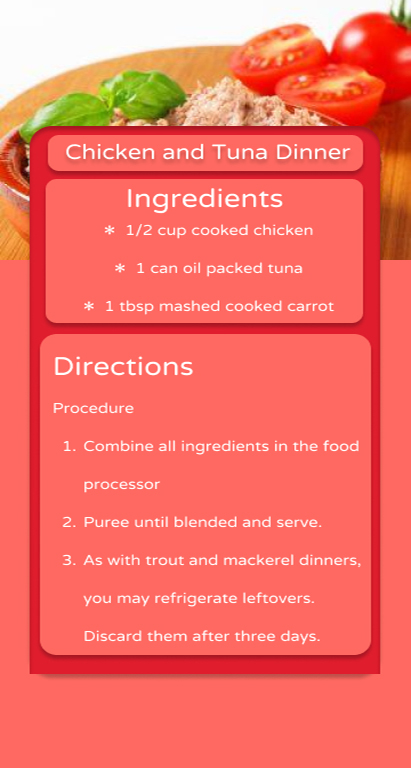 Chicken and Tuna Dinner
Ingredients
* 1/2 cup cooked chicken
* 1 can oil packed tuna
* 1 tbsp mashed cooked carrot
Directions
Procedure
1. Combine all ingredients in the food
processor
2. Puree until blended and serve.
3. As with trout and mackerel dinners,
you may refrigerate leftovers.
Discard them after three days.